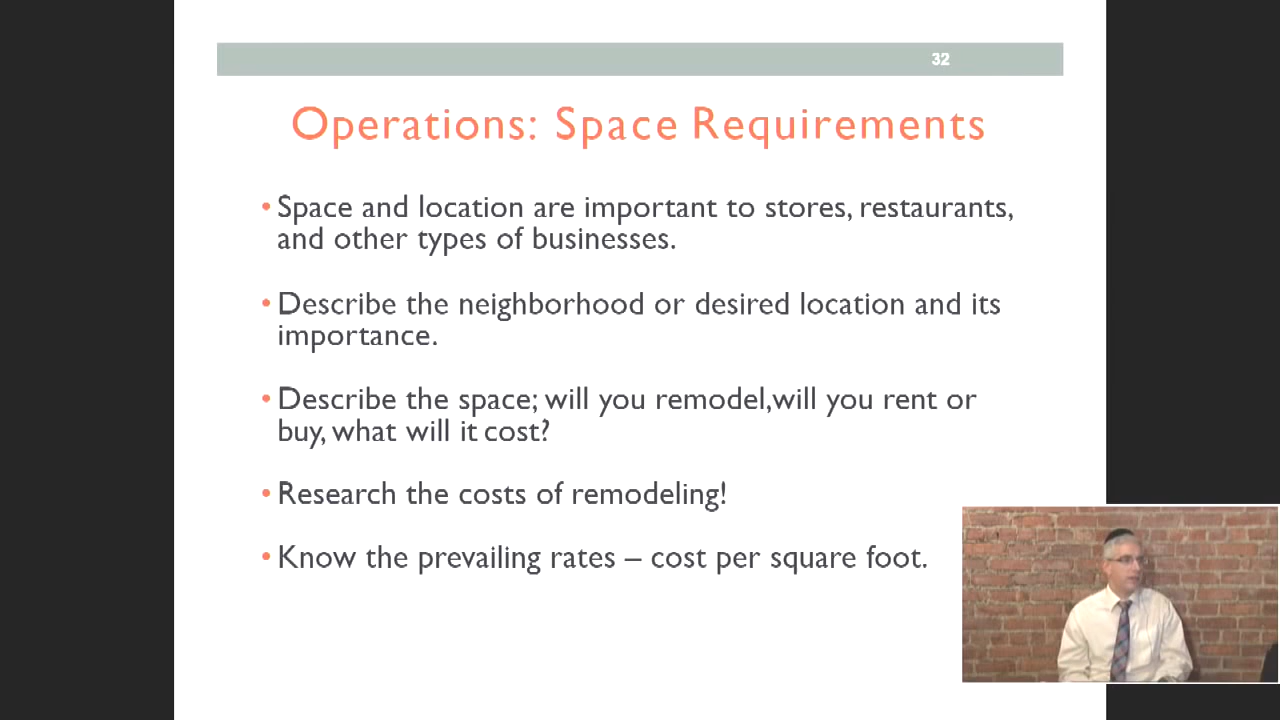 32
Operations: Space Requirements
• Space and location are important to stores, restaurants,
and other types of businesses.
• Describe the neighborhood or desired location and its
importance.
• Describe the space; will you remodel,will you rent or
buy, what will it cost?
• Research the costs of remodeling!
• Know the prevailing rates – cost per square foot.